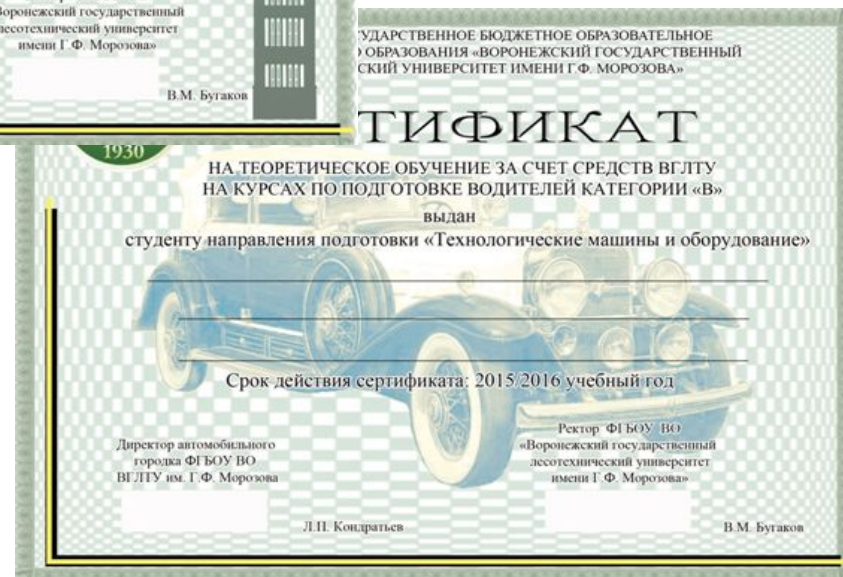 Воронежский государственный
лесотехнический университет
имени Г.Ф. Морозова»
В.М. Бугаков
УДАРСТВЕННОЕ БЮДЖЕТНОЕ ОБРАЗОВАТЕЛЬНОЕ
О ОБРАЗОВАНИЯ «ВОРОНЕЖСКИЙ ГОСУДАРСТВЕННЫЙ
СКИЙ УНИВЕРСИТЕТ ИМЕНИ Г.Ф. МОРОЗОВА»
ТИФИКАТ
1930
НА ТЕОРЕТИЧЕСКОЕ ОБУЧЕНИЕ ЗА СЧЕТ СРЕДСТВ ВГЛТУ
НА КУРСАХ ПО ПОДГОТОВКЕ ВОДИТЕЛЕЙ КАТЕГОРИИ «В»
выдан
студенту направления подготовки «Технологические машины и оборудование»
Срок действия сертификата: 2015/2016 учебный год
Директор автомобильного
городка ФГБОУ ВО
ВГЛТУ им. Г.Ф. Морозова
Л.П. Кондратьев
Ректор ФГБОУ ВО
«Воронежский государственный
лесотехнический университет
имени Г.Ф. Морозова»
В.М. Бугаков